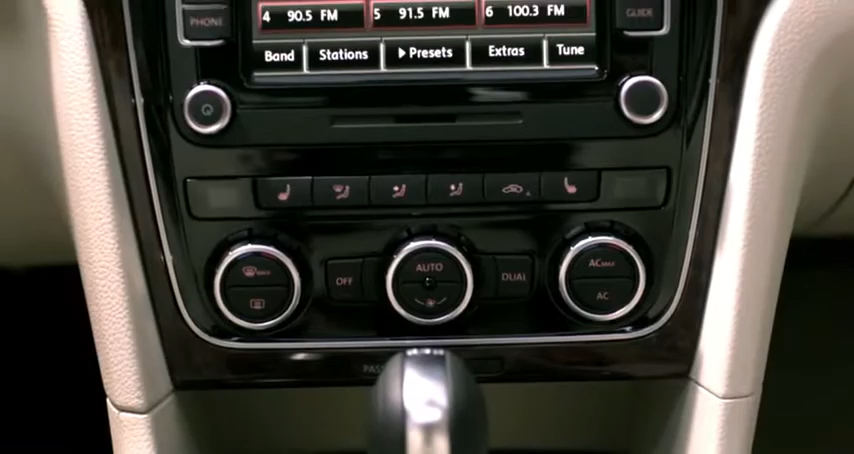 PHONE
4 90.5 FM 5 91.5 FM 6 100.3 FM
GUIDE
Band Stations Presets Extras Tune
OFF AUTO DUAL
AC MAX
AC